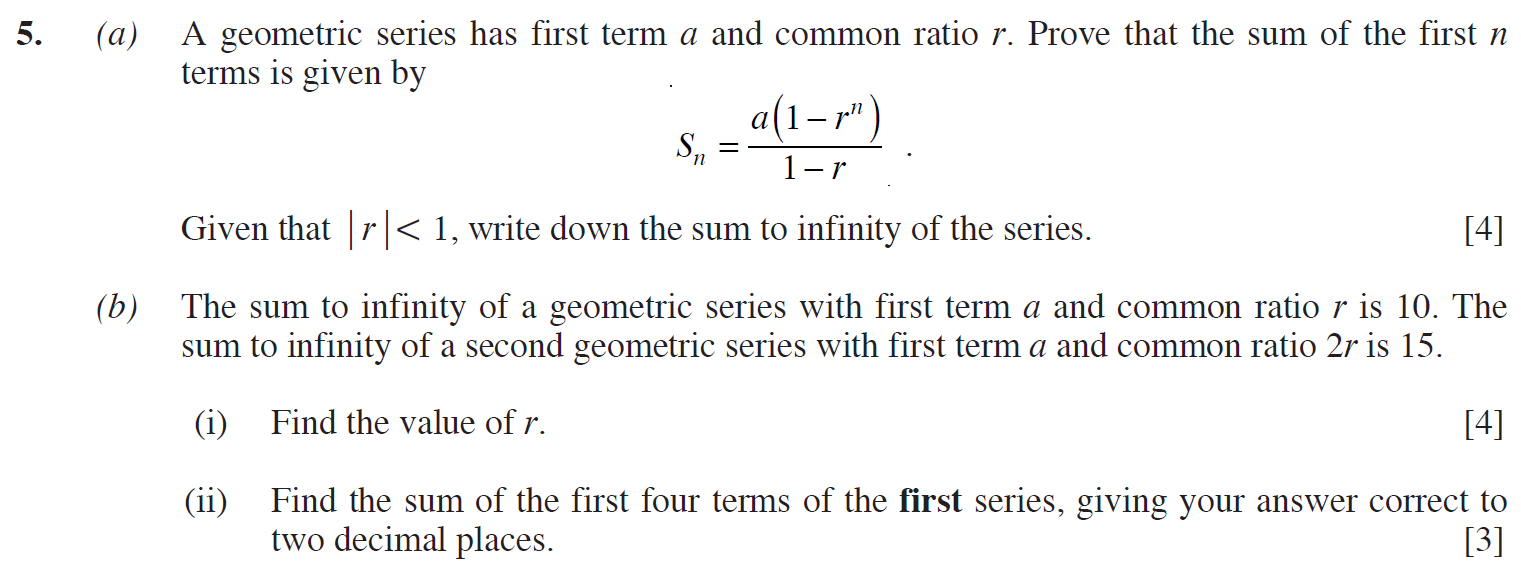 5. (a) A geometric series has first term a and common ratio r. Prove that the sum of the first n
terms is given by
Sₙ = a(1 – rⁿ) / (1 – r) .
Given that |r| < 1, write down the sum to infinity of the series. [4]
(b) The sum to infinity of a geometric series with first term a and common ratio r is 10. The
sum to infinity of a second geometric series with first term a and common ratio 2r is 15.
(i) Find the value of r. [4]
(ii) Find the sum of the first four terms of the first series, giving your answer correct to
two decimal places. [3]